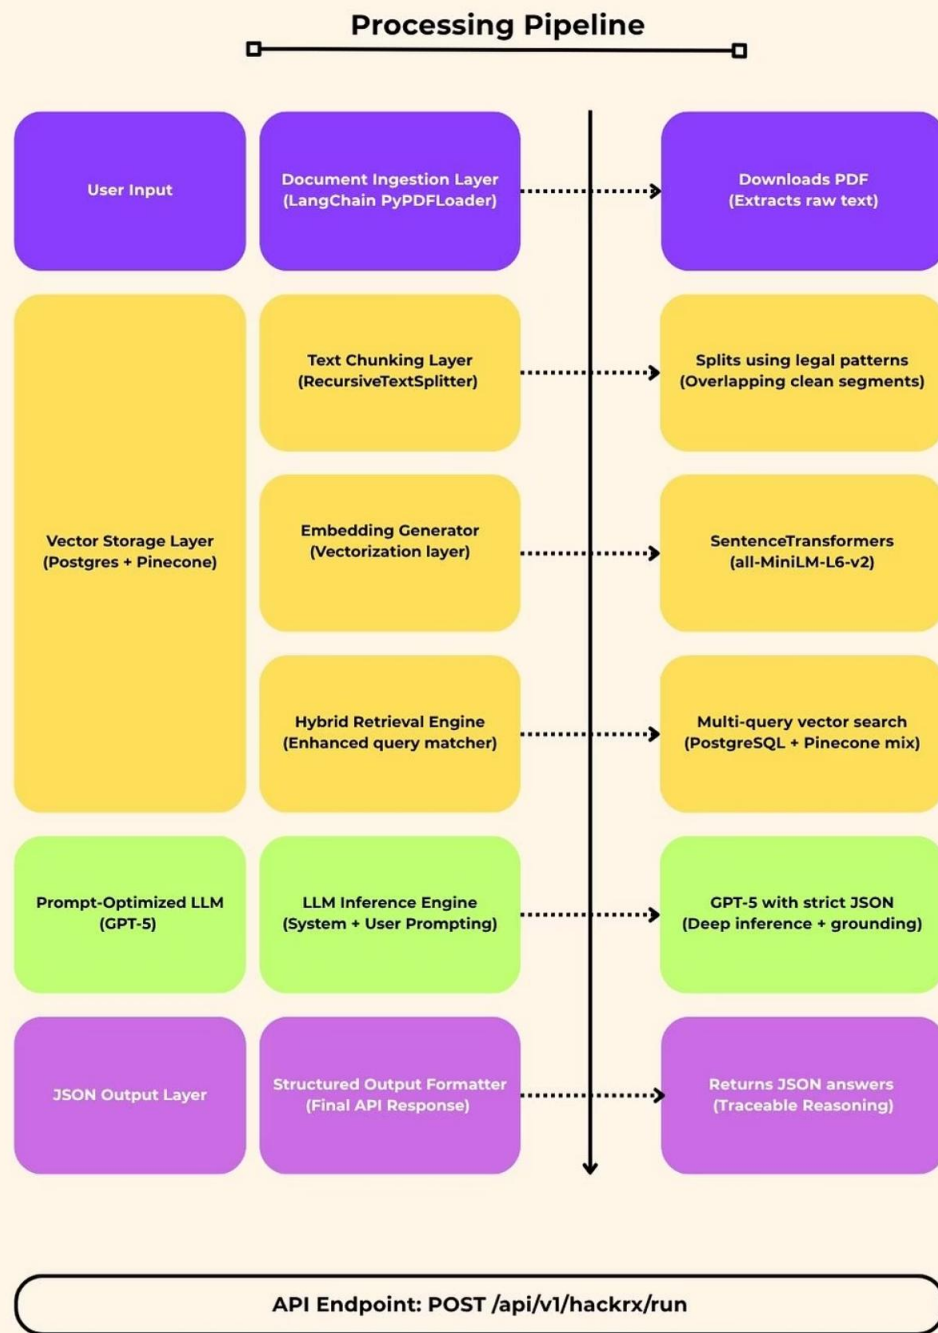 Processing Pipeline
User Input
Document Ingestion Layer
(LangChain PyPDFLoader)
Downloads PDF
(Extracts raw text)
Vector Storage Layer
(Postgres + Pinecone)
Text Chunking Layer
(RecursiveTextSplitter)
Splits using legal patterns
(Overlapping clean segments)
Embedding Generator
(Vectorization layer)
SentenceTransformers
(all-MiniLM-L6-v2)
Hybrid Retrieval Engine
(Enhanced query matcher)
Multi-query vector search
(PostgreSQL + Pinecone mix)
Prompt-Optimized LLM
(GPT-5)
LLM Inference Engine
(System + User Prompting)
GPT-5 with strict JSON
(Deep inference + grounding)
JSON Output Layer
Structured Output Formatter
(Final API Response)
Returns JSON answers
(Traceable Reasoning)
API Endpoint: POST /api/v1/hackrx/run